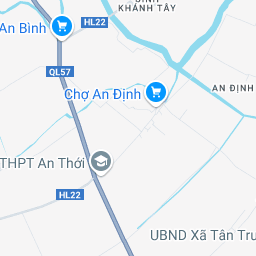 BÌNH
KHÁNH TÂY
HL22
An Bình
QL57
Chợ An Định
AN ĐỊNH
THPT An Thới
HL22
UBND Xã Tân Tru